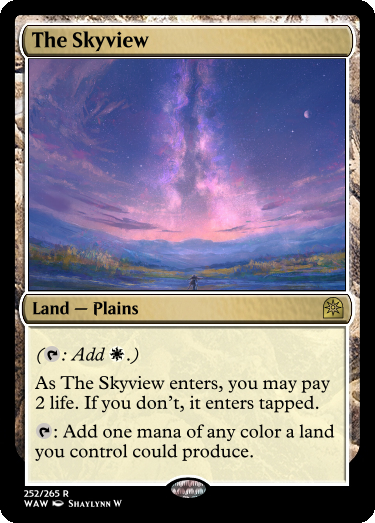 The Skyview
Land — Plains
(: Add .)
As The Skyview enters, you may pay
2 life. If you don't, it enters tapped.
: Add one mana of any color a land
you control could produce.
252/265 R
WAW Shaylynn W